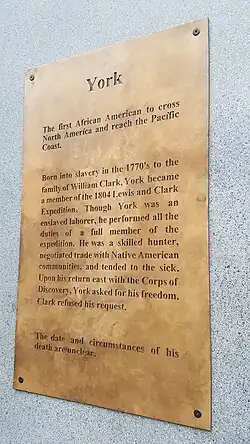 York
The first African American to cross
North America and reach the Pacific
Coast.
Born into slavery in the 1770's to the
family of William Clark, York became
a member of the 1804 Lewis and Clark
Expedition. Though York was an
enslaved laborer, he performed all the
duties of a full member of the
expedition. He was a skilled hunter,
negotiated trade with Native American
communities, and tended to the sick.
Upon his return east with the Corps of
Discovery, York asked for his freedom.
Clark refused his request.
The date and circumstances of his
death are unclear.